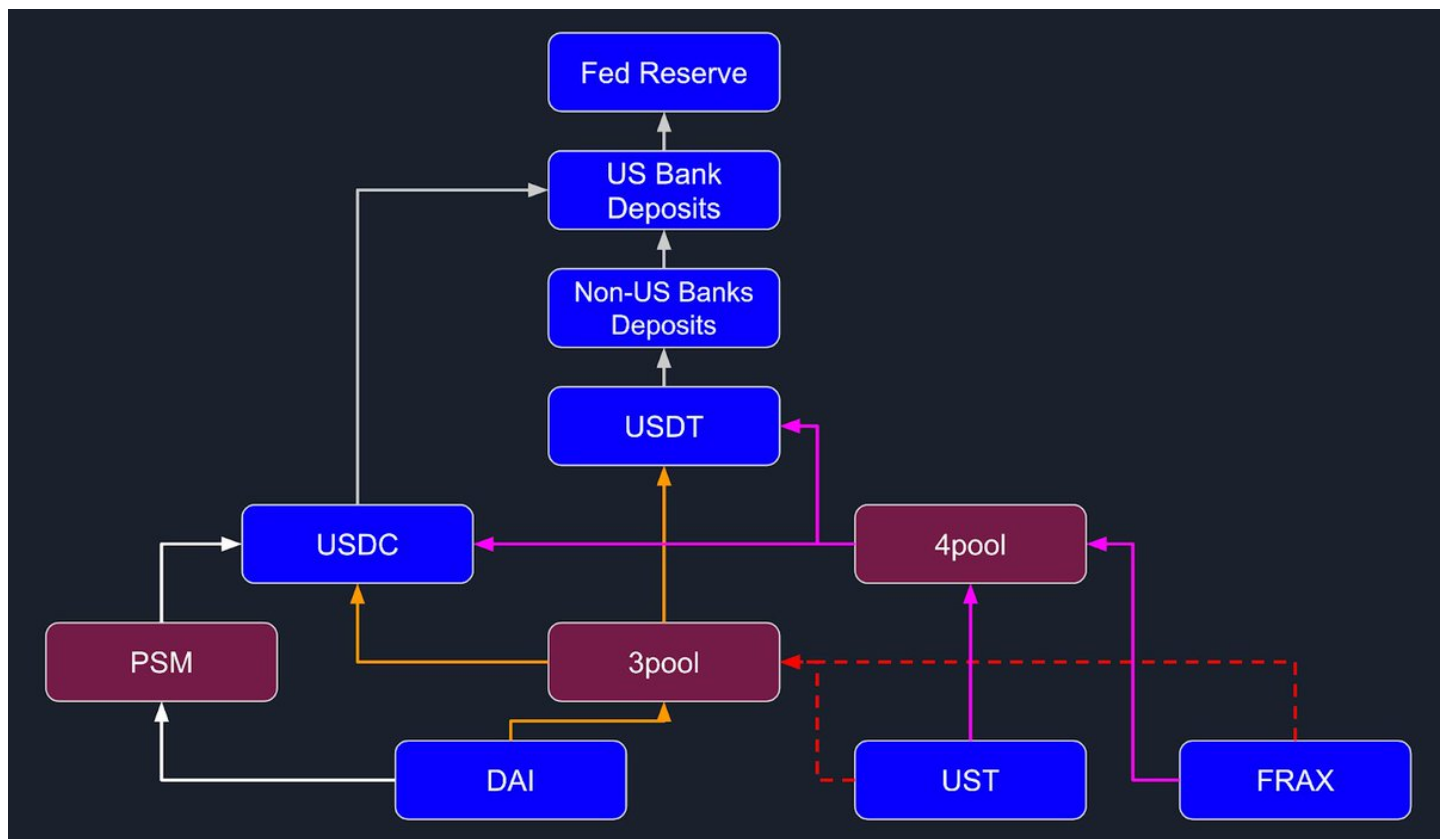 Fed Reserve
US Bank
Deposits
Non-US Banks
Deposits
USDT
USDC
4pool
PSM
3pool
DAI
UST
FRAX